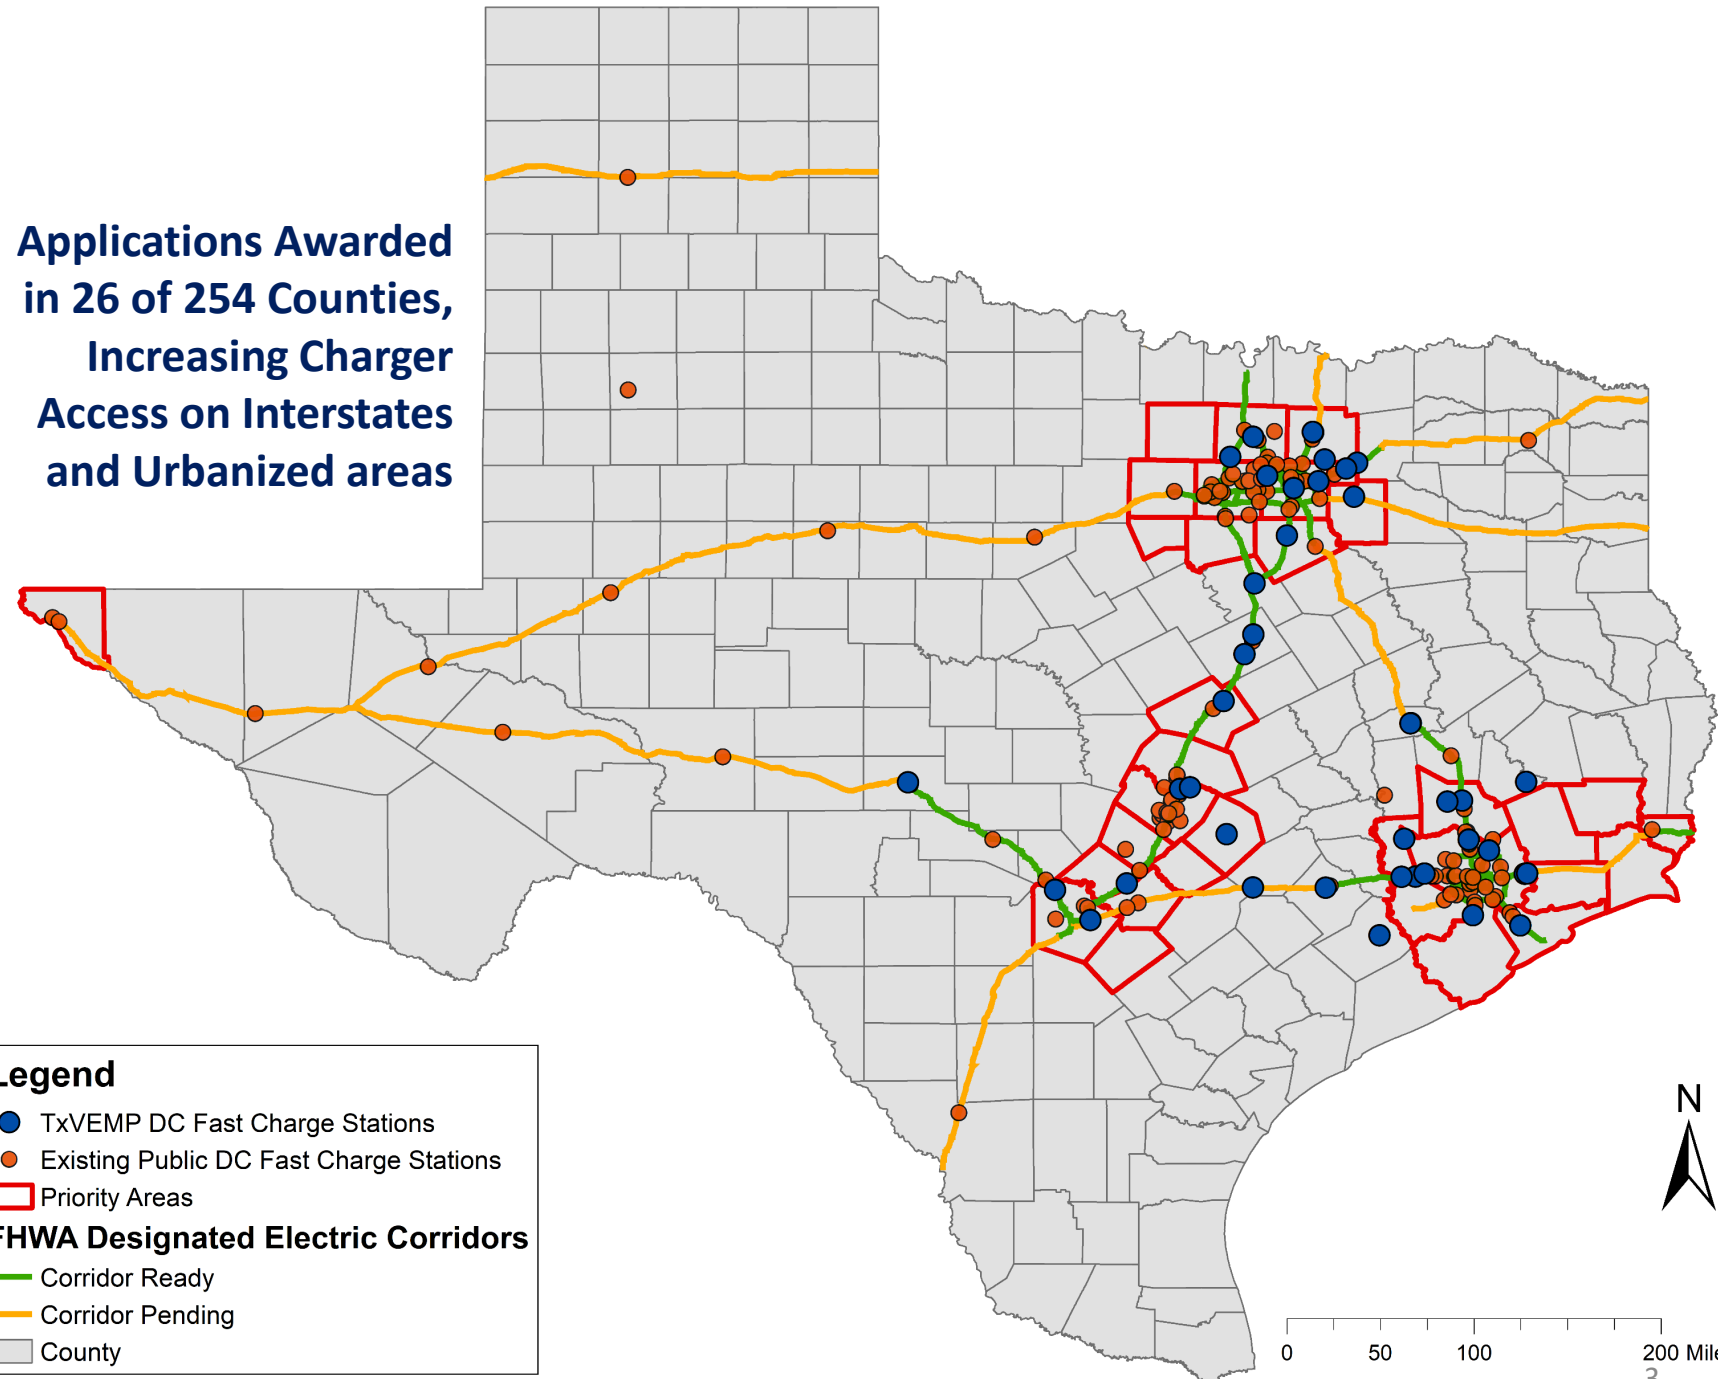 Applications Awarded
in 26 of 254 Counties,
Increasing Charger
Access on Interstates
and Urbanized areas
Legend
TxVEMP DC Fast Charge Stations
Existing Public DC Fast Charge Stations
Priority Areas
FHWA Designated Electric Corridors
Corridor Ready
Corridor Pending
County
N
0 50 100 200 Mile
3